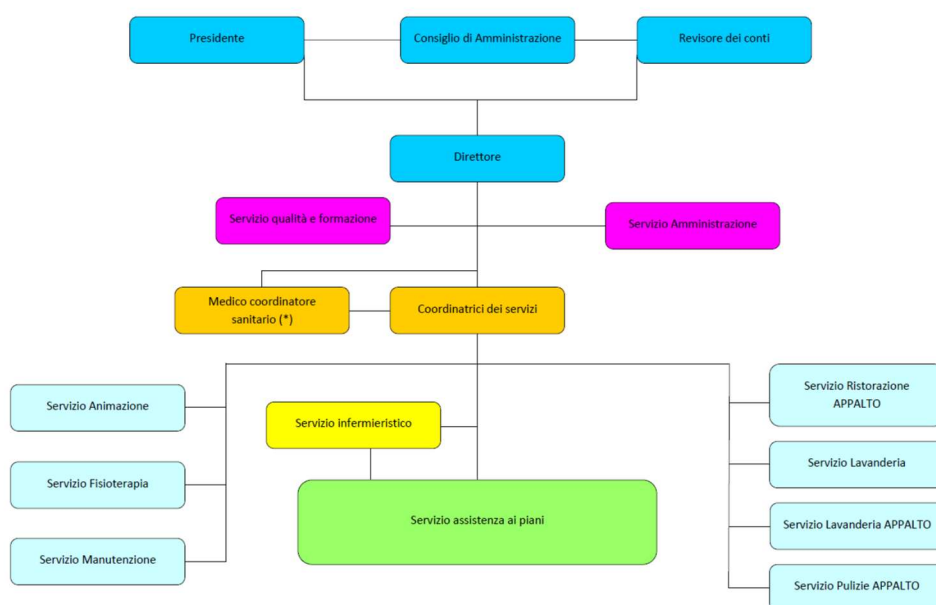 Presidente
Consiglio di Amministrazione
Revisore dei conti
Direttore
Servizio qualità e formazione
Servizio Amministrazione
Medico coordinatore
sanitario (*)
Coordinatrici dei servizi
Servizio Animazione
Servizio infermieristico
Servizio Ristorazione
APPALTO
Servizio Fisioterapia
Servizio Lavanderia
Servizio assistenza ai piani
Servizio Lavanderia APPALTO
Servizio Manutenzione
Servizio Pulizie APPALTO